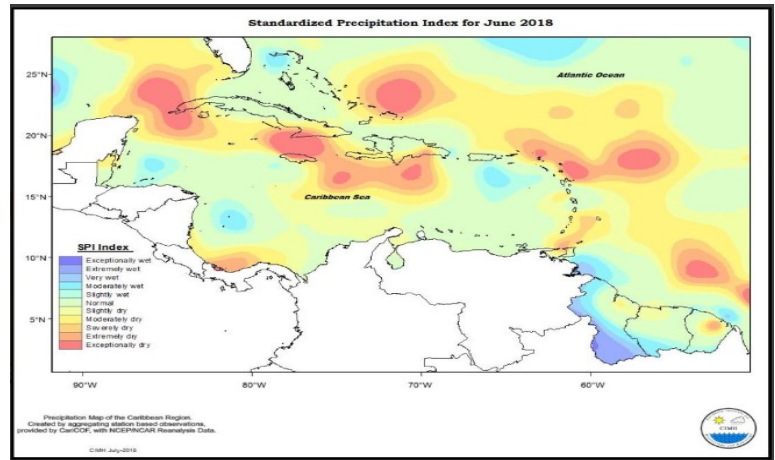 Standardized Precipitation Index for June 2018
Atlantic Ocean
25°N
20°N
15°N
Caribbean Sea
SPI Index
10°N
Exceptionally wet
Extremely wet
Very wet
Moderately wet
Slightly wet
Normal
Slightly dry
Moderately dry
Severely dry
Extremely dry
Exceptionally dry
5°N
90°W
80°W
70°W
60°W
Precipitation Map of the Caribbean Region.
Created by aggregating station based observations,
provided by CariCOF, with NCEP/NCAR Reanalysis Data.
CIMH July-2018
CIMH